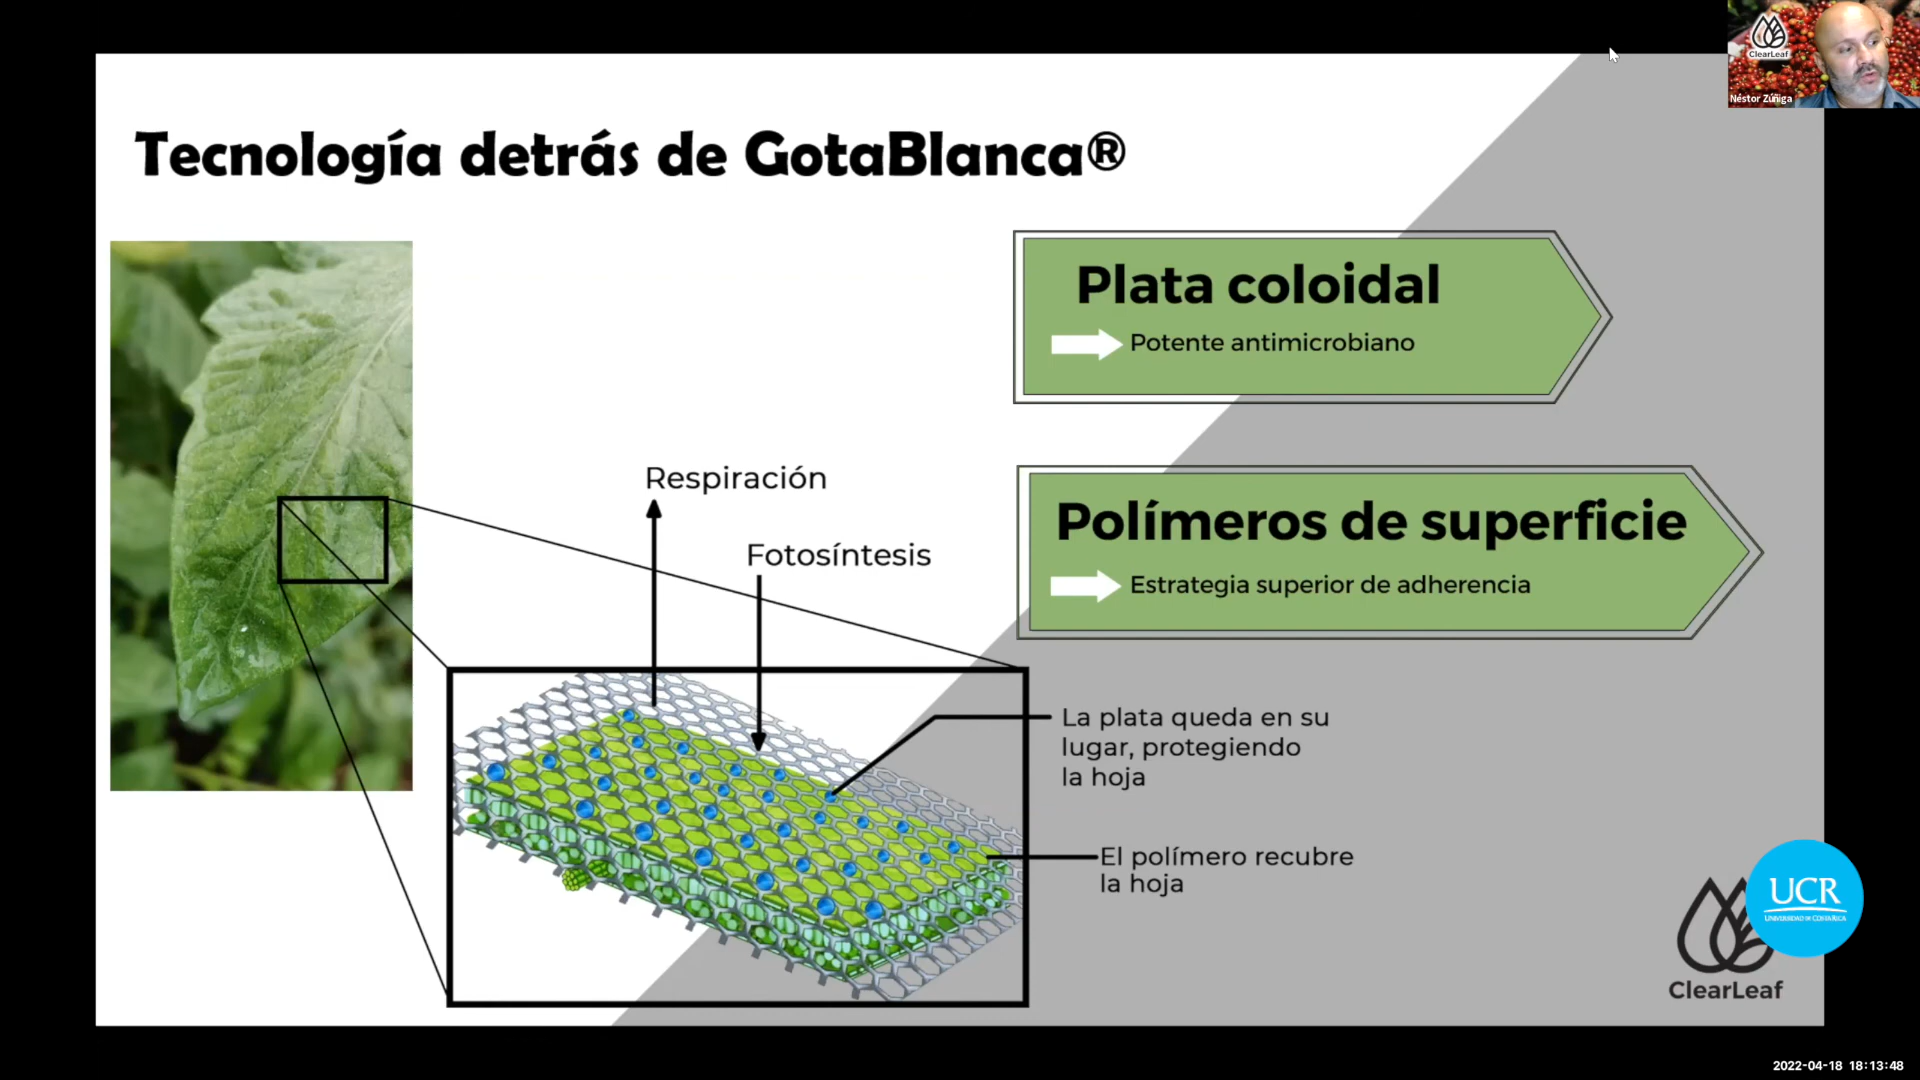 ClearLeaf
Néstor Zúñiga
Tecnología detrás de GotaBlanca®
Plata coloidal
Potente antimicrobiano
Polímeros de superficie
Estrategia superior de adherencia
Respiración
Fotosíntesis
La plata queda en su
lugar, protegiendo
la hoja
El polímero recubre
la hoja
UCR
UNIVERSIDAD DE COSTA RICA
ClearLeaf
2022-04-18 18:13:48